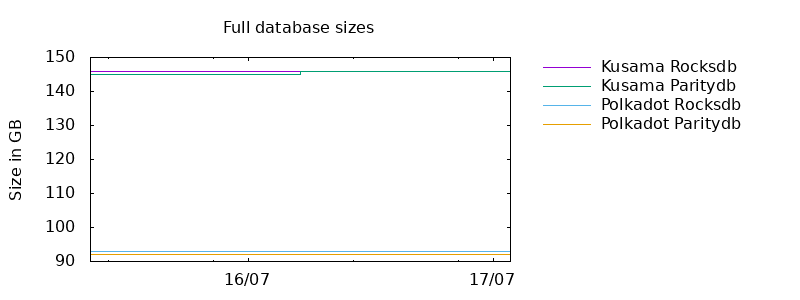 Full database sizes
150
140
130
120
110
100
90
Size in GB
16/07
17/07
Kusama Rocksdb
Kusama Paritydb
Polkadot Rocksdb
Polkadot Paritydb